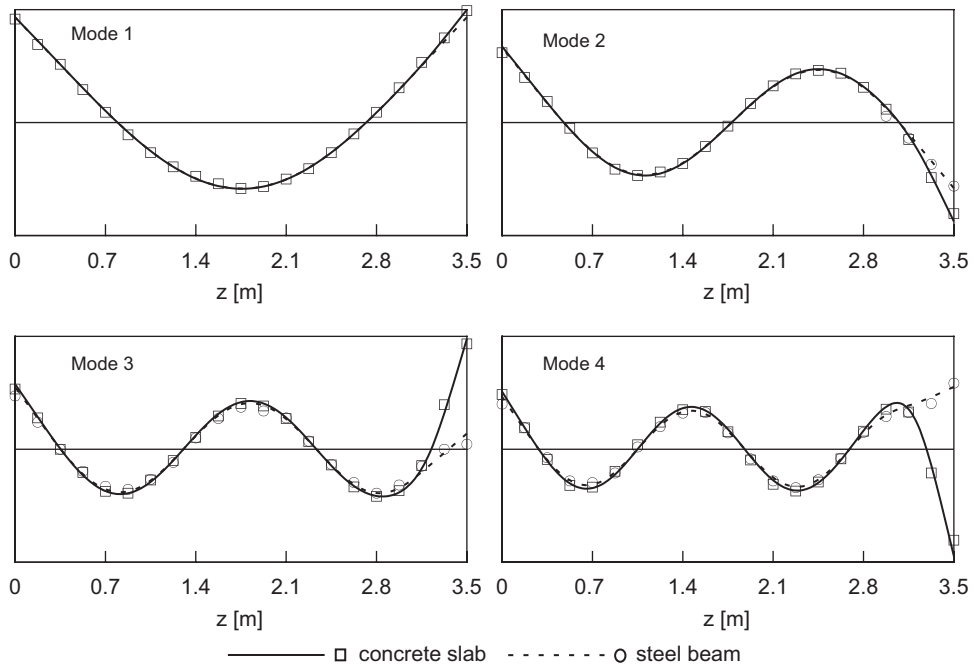 Mode 1
0 0.7 1.4 2.1 2.8 3.5
z [m]
Mode 2
0 0.7 1.4 2.1 2.8 3.5
z [m]
Mode 3
0 0.7 1.4 2.1 2.8 3.5
z [m]
Mode 4
0 0.7 1.4 2.1 2.8 3.5
z [m]
concrete slab
steel beam